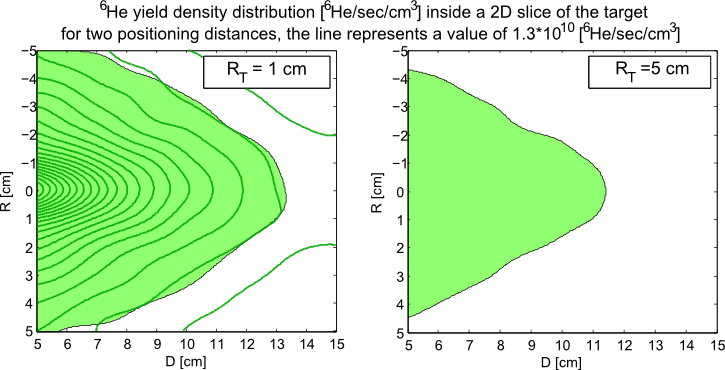 ⁶He yield density distribution [⁶He/sec/cm³] inside a 2D slice of the target
for two positioning distances, the line represents a value of 1.3*10¹⁰ [⁶He/sec/cm³]
R_T = 1 cm
−5
−4
−3
−2
−1
0
1
2
3
4
5
R [cm]
5 6 7 8 9 10 11 12 13 14 15
D [cm]
R_T =5 cm
−5
−4
−3
−2
−1
0
1
2
3
4
5
R [cm]
5 6 7 8 9 10 11 12 13 14 15
D [cm]